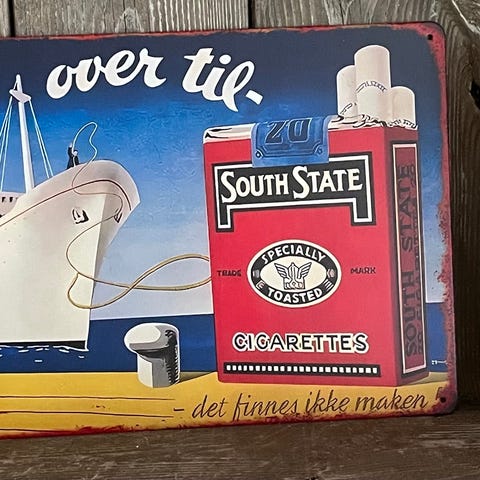 over til-
20
SOUTH STATE
SPECIALLY
TRADE MARK
TOASTED
CIGARETTES
SOUTH STATE
- det finnes ikke maken!